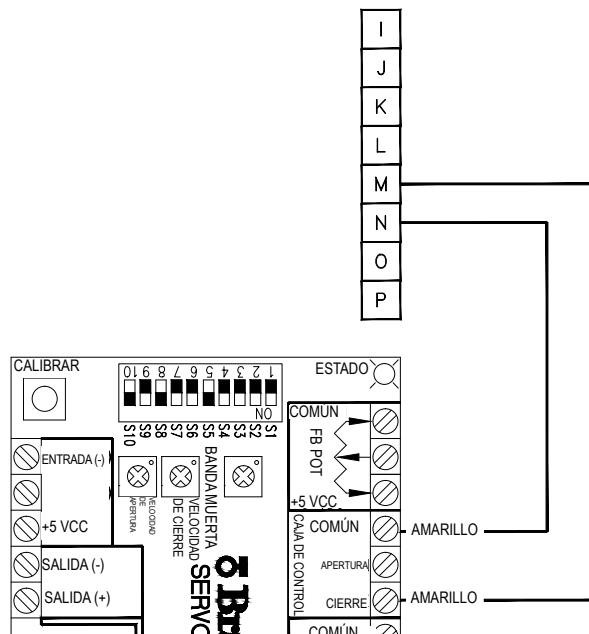 I
J
K
L
M
N
O
P
CALIBRAR
10 9 8 7 6 5 4 3 2 1
ON
ESTADO
S10 S9 S8 S7 S6 S5 S4 S3 S2 S1
COMÚN
FB POT
+5 VCC
ENTRADA (-)
+5 VCC
SALIDA (-)
SALIDA (+)
VELOCIDAD
DE
APERTURA
VELOCIDAD
DE CIERRE
BANDA MUERTA
SERVO
CAJA DE CONTROL
COMÚN
AMARILLO
APERTURA
CIERRE
AMARILLO
COMÚN